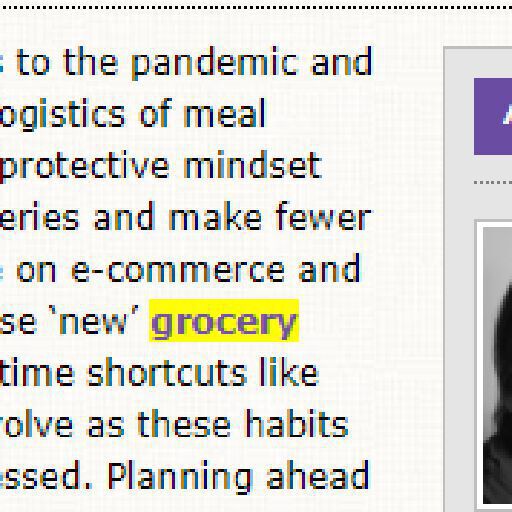 to the pandemic and
ogistics of meal
protective mindset
eries and make fewer
on e-commerce and
se ‘new’ grocery
time shortcuts like
olve as these habits
essed. Planning ahead